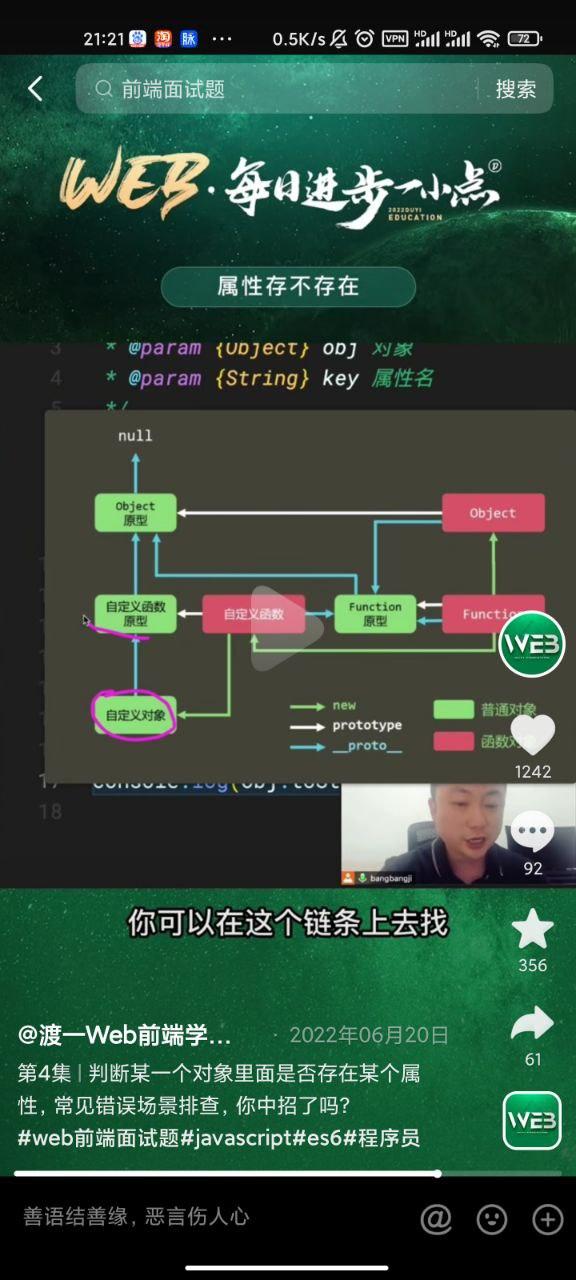 21:21
0.5K/s VPN HD HD 72
前端面试题 搜索
WEB·每日进步一小点
2022DUYI
EDUCATION
属性存不存在
3 * @param {Object} obj 对象
4 * @param {String} key 属性名
5 */
null
Object
原型
Object
自定义函数
原型
自定义函数
Function
原型
Function
自定义对象
new
prototype
__proto__
普通对象
函数对象
WEB
1242
17 console.log(obj.toSt
18
bangbangji
92
你可以在这个链条上去找
356
@渡一Web前端学... · 2022年06月20日
61
第4集 | 判断某一个对象里面是否存在某个属
性，常见错误场景排查，你中招了吗？
#web前端面试题#javascript#es6#程序员
WEB
善语结善缘，恶言伤人心